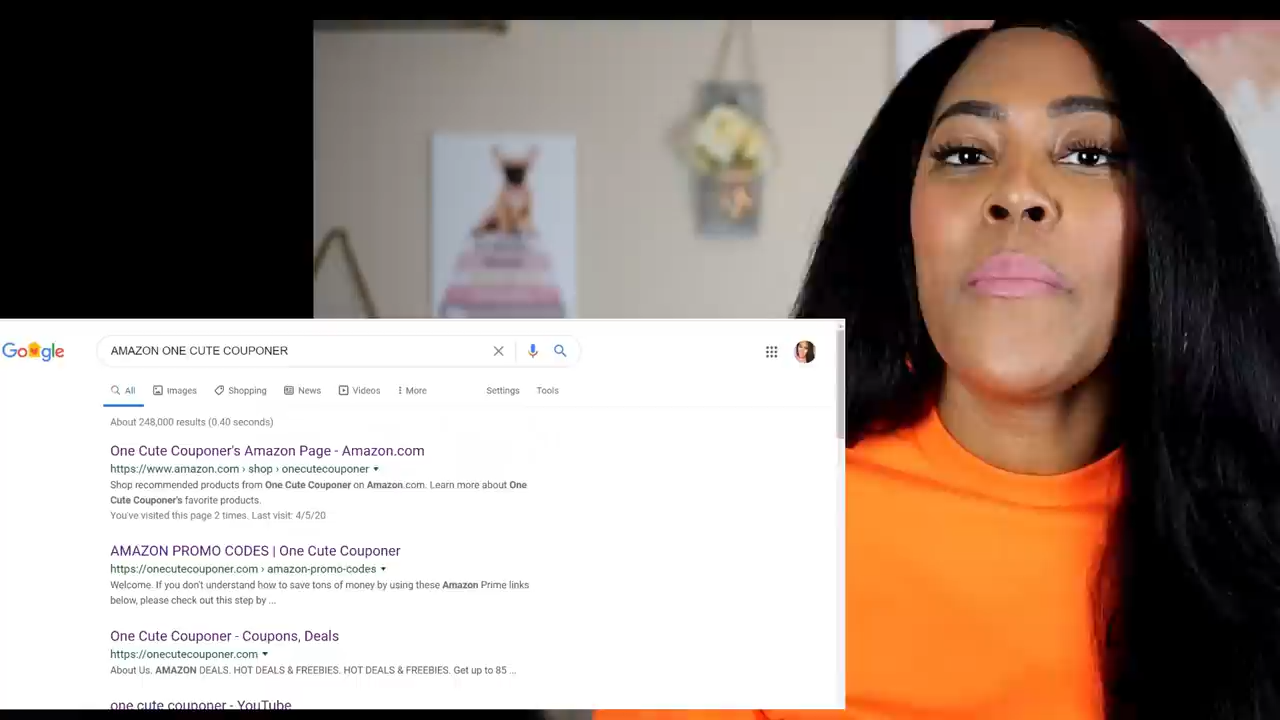 Google
AMAZON ONE CUTE COUPONER
All Images Shopping News Videos More Settings Tools
About 248,000 results (0.40 seconds)
One Cute Couponer's Amazon Page - Amazon.com
https://www.amazon.com › shop › onecutecouponer
Shop recommended products from One Cute Couponer on Amazon.com. Learn more about One
Cute Couponer's favorite products.
You've visited this page 2 times. Last visit: 4/5/20
AMAZON PROMO CODES | One Cute Couponer
https://onecutecouponer.com › amazon-promo-codes
Welcome. If you don't understand how to save tons of money by using these Amazon Prime links
below, please check out this step by ...
One Cute Couponer - Coupons, Deals
https://onecutecouponer.com
About Us. AMAZON DEALS. HOT DEALS & FREEBIES. HOT DEALS & FREEBIES. Get up to 85 ...
one cute couponer - YouTube